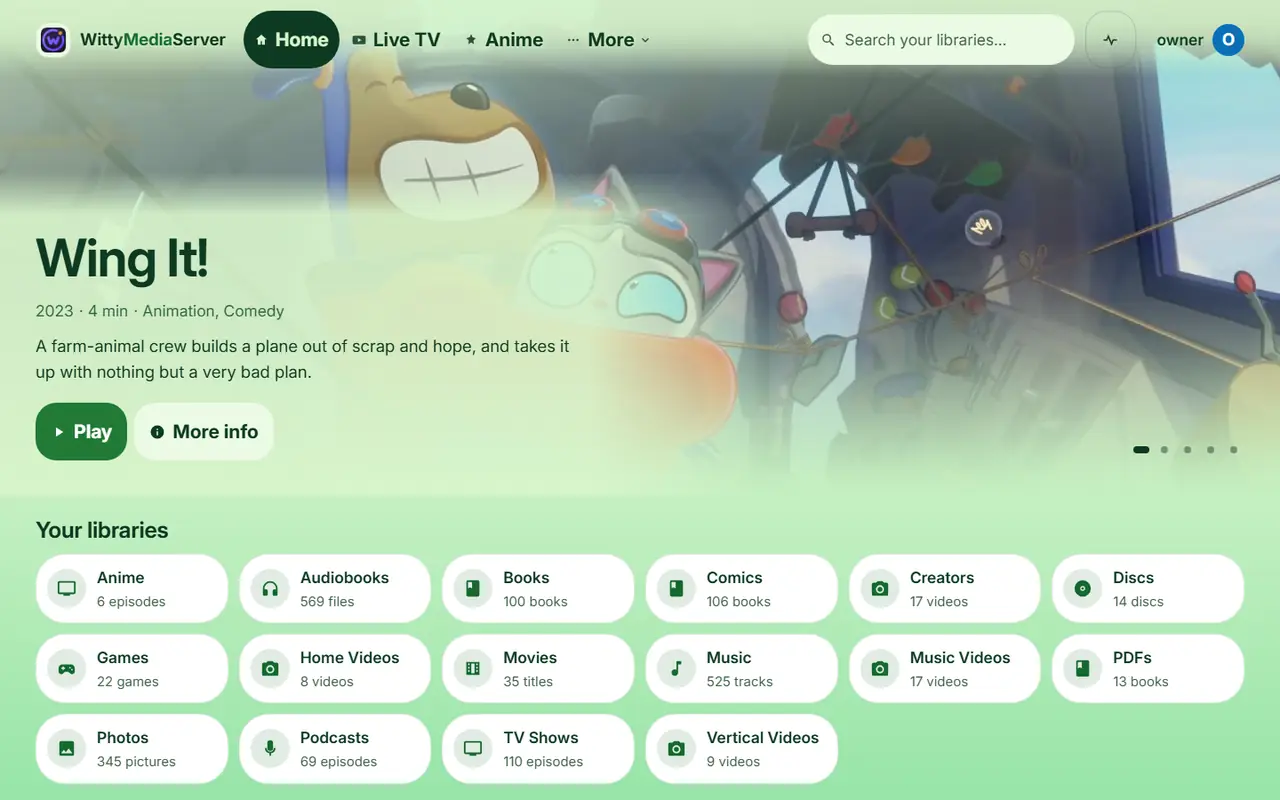 WittyMediaServer
Home
Live TV
Anime
More
Search your libraries...
owner
O
Wing It!
2023 · 4 min · Animation, Comedy
A farm-animal crew builds a plane out of scrap and hope, and takes it
up with nothing but a very bad plan.
Play
More info
Your libraries
Anime
6 episodes
Audiobooks
569 files
Books
100 books
Comics
106 books
Creators
17 videos
Discs
14 discs
Games
22 games
Home Videos
8 videos
Movies
35 titles
Music
525 tracks
Music Videos
17 videos
PDFs
13 books
Photos
345 pictures
Podcasts
69 episodes
TV Shows
110 episodes
Vertical Videos
9 videos